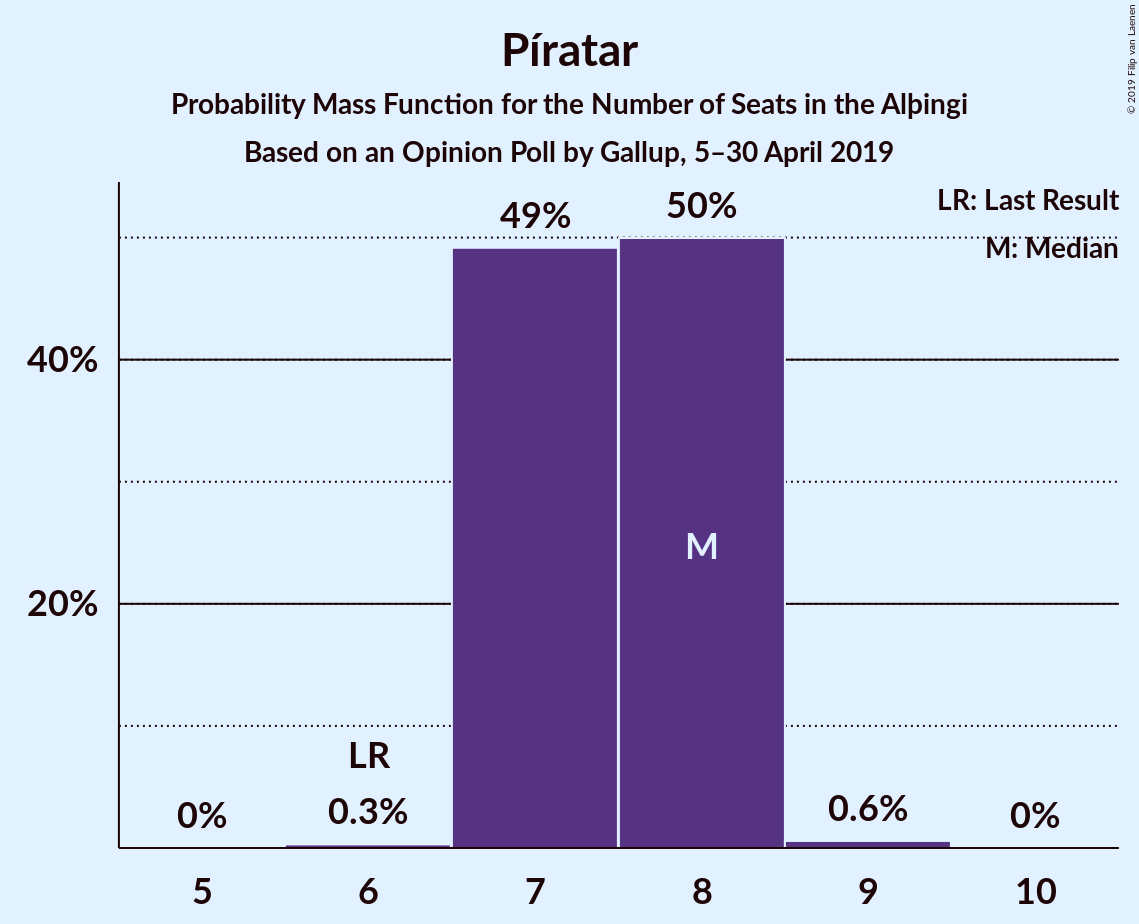 Píratar
Probability Mass Function for the Number of Seats in the Alþingi
Based on an Opinion Poll by Gallup, 5–30 April 2019
© 2019 Filip van Laenen
LR: Last Result
M: Median
49%
50%
40%
20%
M
LR
0%
0.3%
0.6%
0%
5
6
7
8
9
10